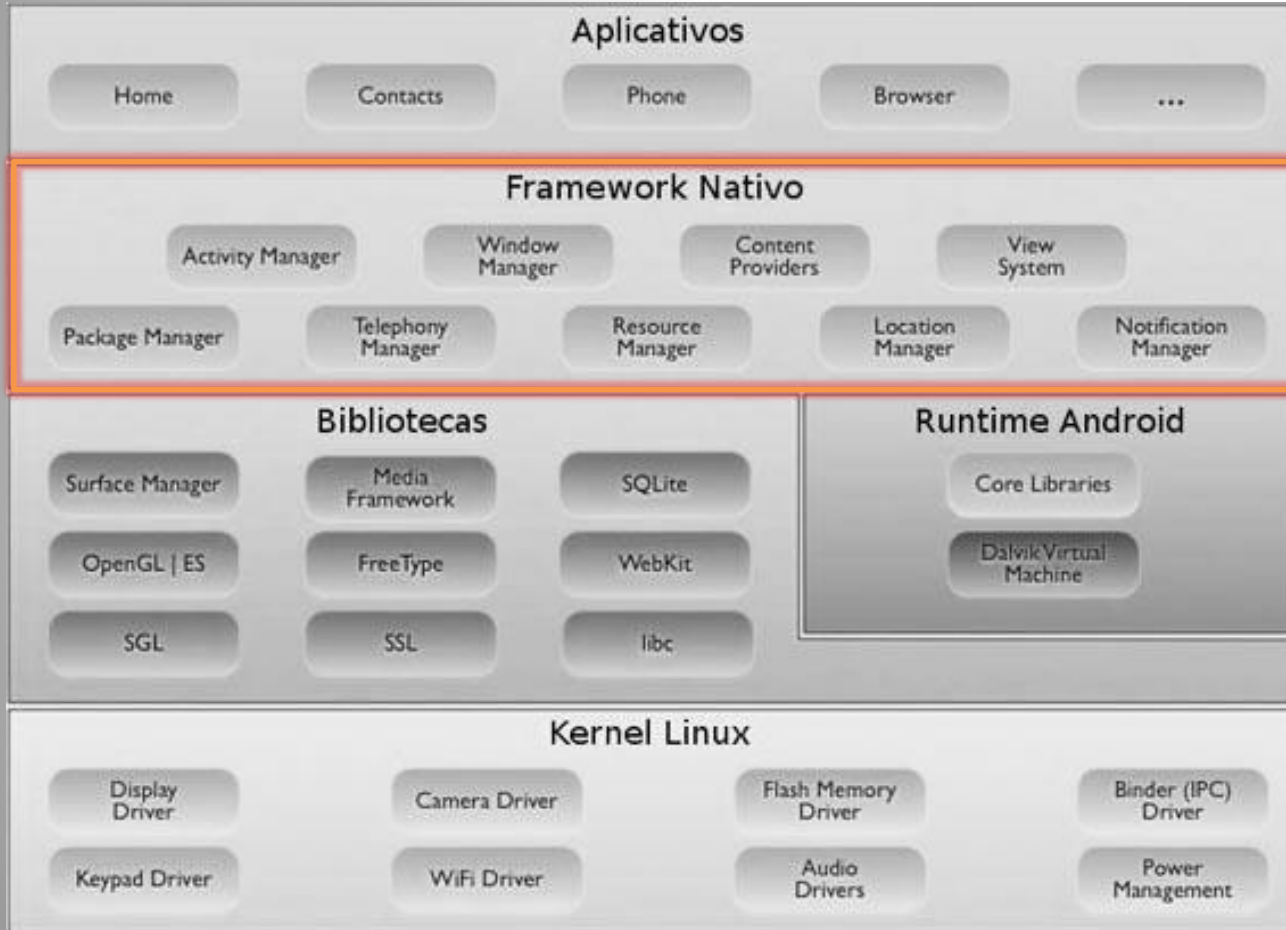 Aplicativos
Home
Contacts
Phone
Browser
...
Framework Nativo
Activity Manager
Window
Manager
Content
Providers
View
System
Package Manager
Telephony
Manager
Resource
Manager
Location
Manager
Notification
Manager
Bibliotecas
Surface Manager
Media
Framework
SQLite
OpenGL | ES
FreeType
WebKit
SGL
SSL
libc
Runtime Android
Core Libraries
Dalvik Virtual
Machine
Kernel Linux
Display
Driver
Camera Driver
Flash Memory
Driver
Binder (IPC)
Driver
Keypad Driver
WiFi Driver
Audio
Drivers
Power
Management